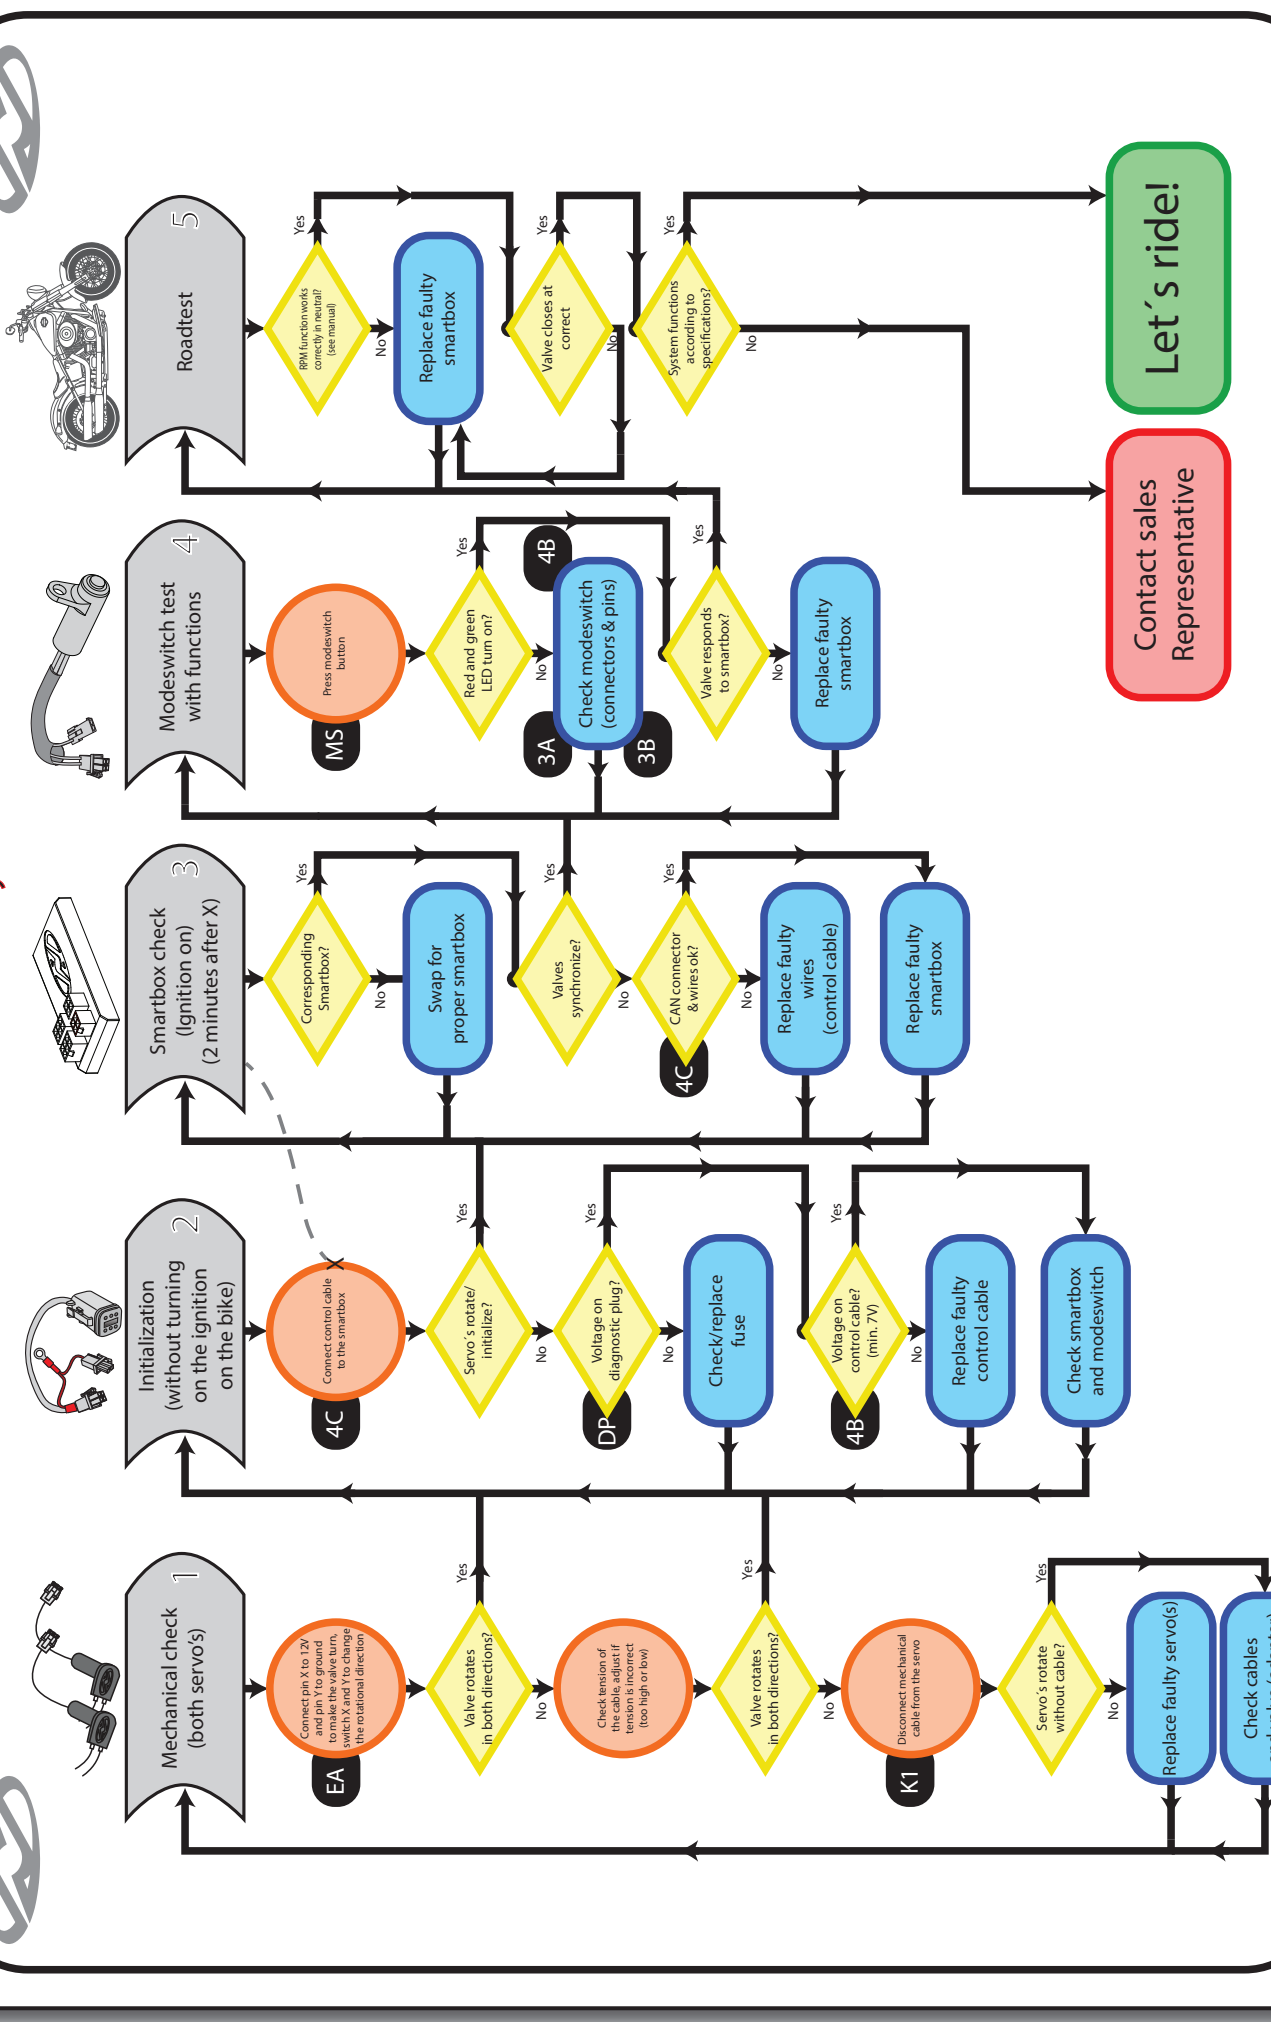 Mechanical check
(both servo's)
1
Connect pin X to 12V
and pin Y to ground
to make the valve turn,
switch X and Y to change
the rotational direction
EA
Valve rotates
in both directions?
Yes
No
Check tension of
the cable, adjust if
tension is incorrect
(too high or low)
Valve rotates
in both directions?
Yes
No
Disconnect mechanical
cable from the servo
K1
Servo´s rotate
without cable?
Yes
No
Replace faulty servo(s)
Check cables
Initialization
(without turning
on the ignition
on the bike)
2
Connect control cable
to the smartbox
X
4C
Servo´s rotate/
initialize?
Yes
No
Voltage on
diagnostic plug?
DP
Yes
No
Check/replace
fuse
Voltage on
control cable?
(min. 7V)
4B
Yes
No
Replace faulty
control cable
Check smartbox
and modeswitch
Smartbox check
(Ignition on)
(2 minutes after X)
3
Corresponding
Smartbox?
Yes
No
Swap for
proper smartbox
Valves
synchronize?
Yes
No
CAN connector
& wires ok?
4C
Yes
No
Replace faulty
wires
(control cable)
Replace faulty
smartbox
Modeswitch test
with functions
4
Press modeswitch
button
MS
Red and green
LED turn on?
Yes
No
Check modeswitch
(connectors & pins)
3A
4B
3B
Valve responds
to smartbox?
Yes
No
Replace faulty
smartbox
Roadtest
5
RPM function works
correctly in neutral?
(see manual)
Yes
No
Replace faulty
smartbox
Valve closes at
correct
Yes
No
System functions
according to
specifications?
Yes
No
Contact sales
Representative
Let´s ride!